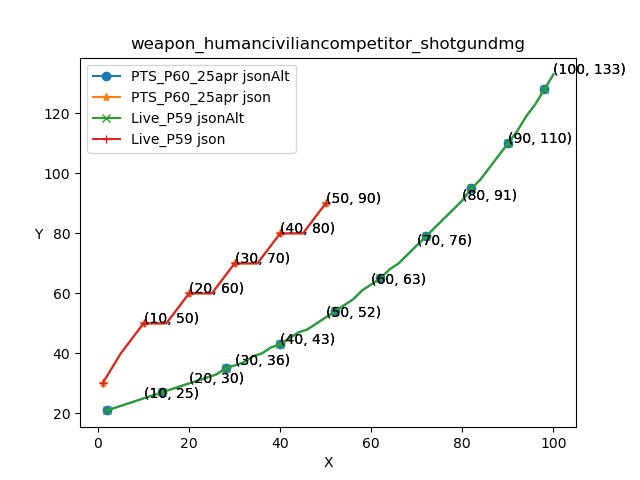 weapon_humanciviliancompetitor_shotgundmg
PTS_P60_25apr jsonAlt
PTS_P60_25apr json
Live_P59 jsonAlt
Live_P59 json
(100, 133)
(90, 110)
(80, 91)
(70, 76)
(60, 63)
(50, 52)
(40, 43)
(30, 36)
(20, 30)
(10, 25)
(50, 90)
(40, 80)
(30, 70)
(20, 60)
(10, 50)
Y
120
100
80
60
40
20
0 20 40 60 80 100
X